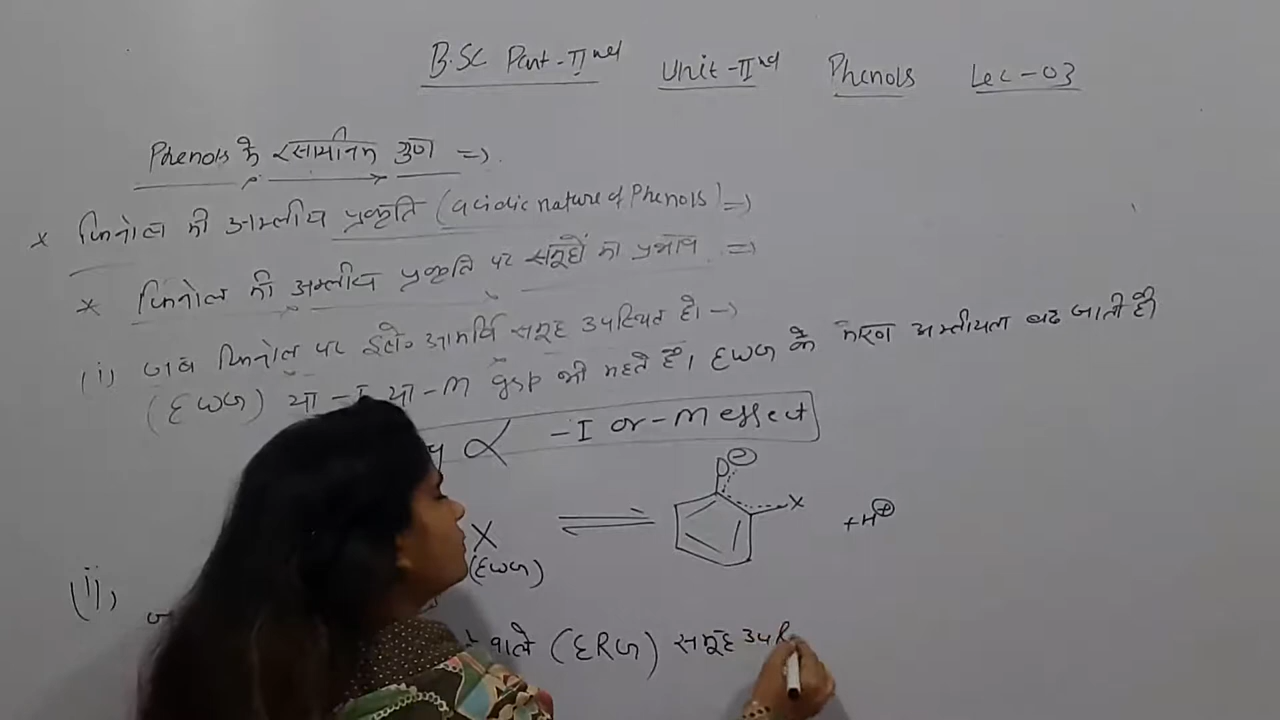 B.SC Part-IInd Unit-IInd Phenols Lec-03
Phenols के रसायनिक गुण =>
* फिनोल की अम्लीय प्रकृति (acidic nature of Phenols) =>
* फिनोल की अम्लीय प्रकृति पर समूहों का प्रभाव =>
(i) जब फिनोल पर इले० आकर्षि समूह उपस्थित हो ->
(EWG) या -I या -M grp भी कहते है। EWG के कारण अम्लीयता बढ जाती है
∝ -I or -M effect
O⊖
X ⇌ X +H⊕
(EWG)
(ii)
वाले (ERG) समूह उप